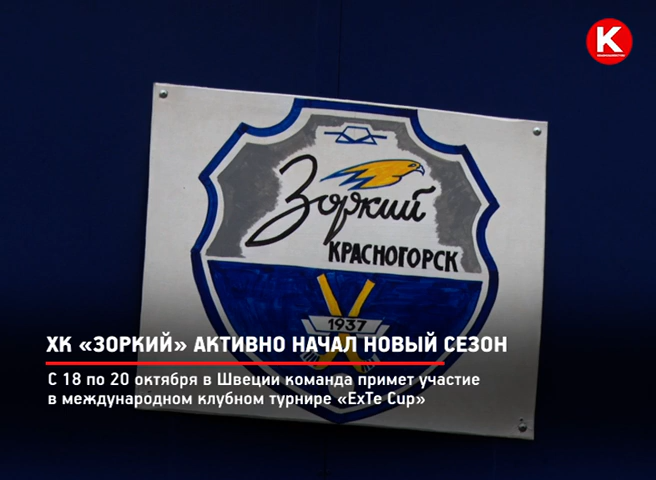 К
Зоркий
КРАСНОГОРСК
1937
ХК «ЗОРКИЙ» АКТИВНО НАЧАЛ НОВЫЙ СЕЗОН
С 18 по 20 октября в Швеции команда примет участие
в международном клубном турнире «ExTe Cup»